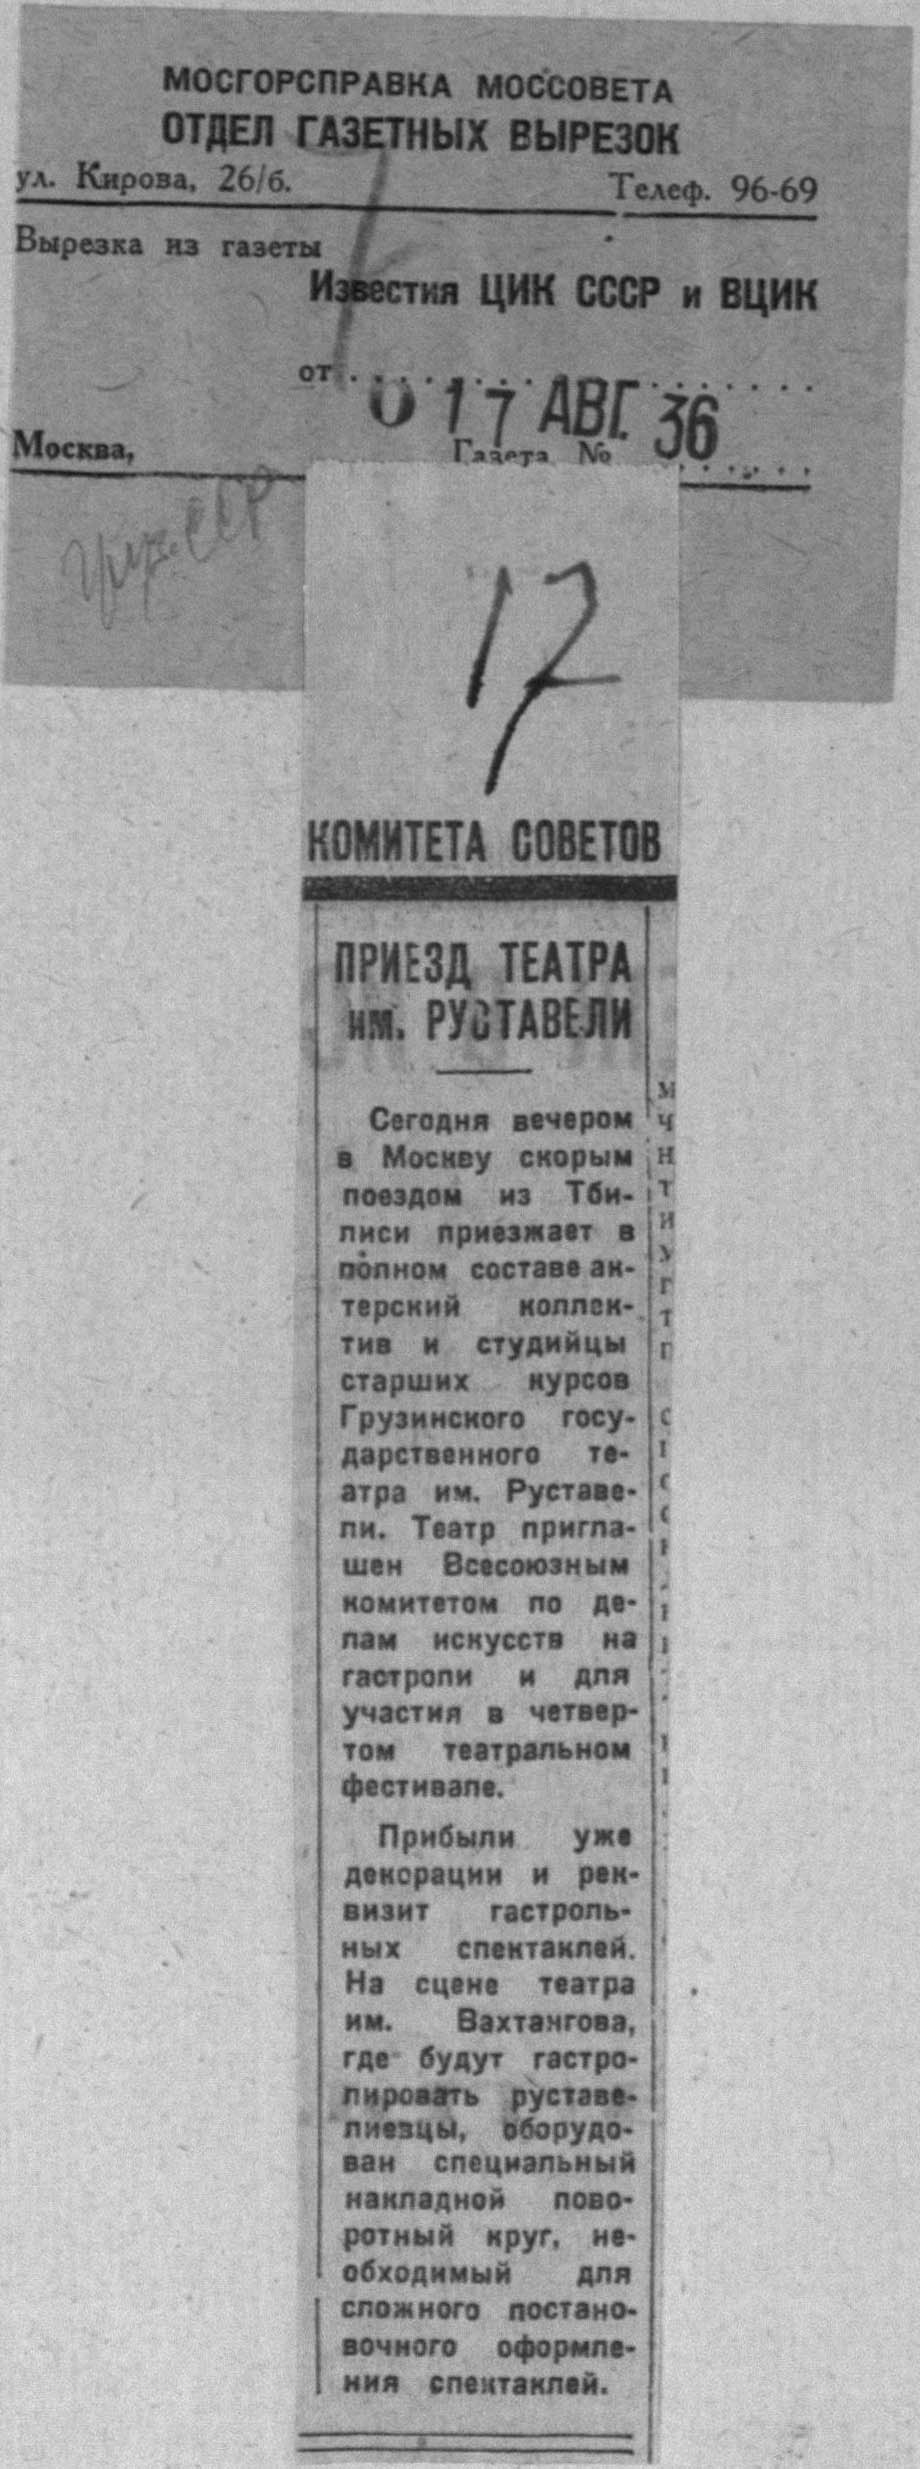 МОСГОРСПРАВКА МОССОВЕТА
ОТДЕЛ ГАЗЕТНЫХ ВЫРЕЗОК
ул. Кирова, 26/б. Телеф. 96-69
Вырезка из газеты
Известия ЦИК СССР и ВЦИК
от
17 АВГ. 36
Москва, Газета №
Груз.ССР
17
КОМИТЕТА СОВЕТОВ
ПРИЕЗД ТЕАТРА
им. РУСТАВЕЛИ
Сегодня вечером
в Москву скорым
поездом из Тби-
лиси приезжает в
полном составе ак-
терский коллек-
тив и студийцы
старших курсов
Грузинского госу-
дарственного те-
атра им. Руставе-
ли. Театр пригла-
шен Всесоюзным
комитетом по де-
лам искусств на
гастроли и для
участия в четвер-
том театральном
фестивале.
Прибыли уже
декорации и рек-
визит гастроль-
ных спектаклей.
На сцене театра
им. Вахтангова,
где будут гастро-
лировать руставе-
лиевцы, оборудо-
ван специальный
накладной пово-
ротный круг, не-
обходимый для
сложного постано-
вочного оформле-
ния спектаклей.